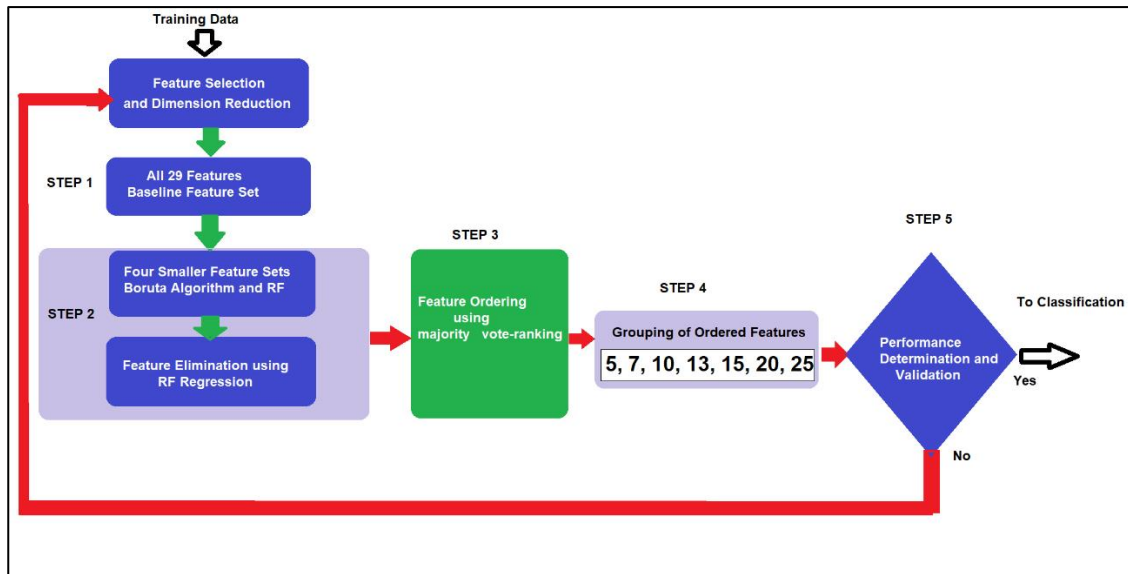 Training Data
Feature Selection
and Dimension Reduction
STEP 1
All 29 Features
Baseline Feature Set
STEP 2
Four Smaller Feature Sets
Boruta Algorithm and RF
Feature Elimination using
RF Regression
STEP 3
Feature Ordering
using
majority vote-ranking
STEP 4
Grouping of Ordered Features
5, 7, 10, 13, 15, 20, 25
STEP 5
Performance
Determination and
Validation
To Classification
Yes
No